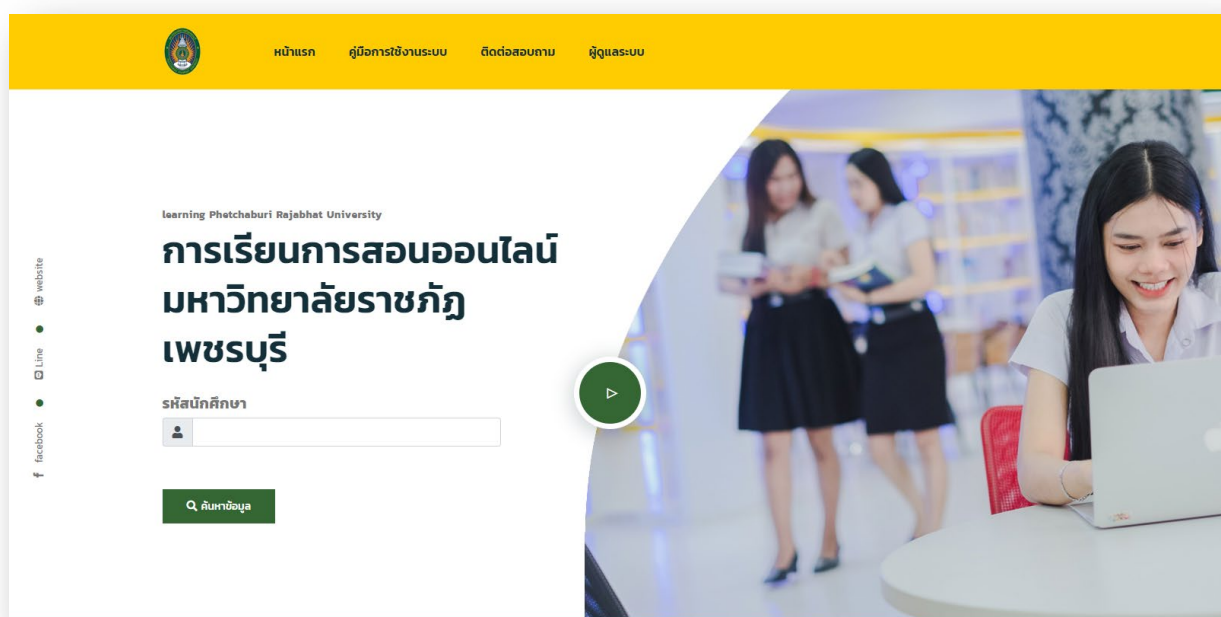 หน้าแรก คู่มือการใช้งานระบบ ติดต่อสอบถาม ผู้ดูแลระบบ
learning Phetchaburi Rajabhat University
การเรียนการสอนออนไลน์
มหาวิทยาลัยราชภัฏ
เพชรบุรี
รหัสนักศึกษา
ค้นหาข้อมูล
facebook
Line
website